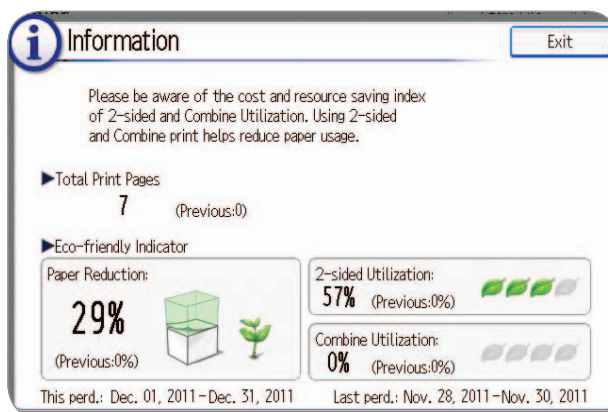 Information
Exit
Please be aware of the cost and resource saving index
of 2-sided and Combine Utilization. Using 2-sided
and Combine print helps reduce paper usage.
▶Total Print Pages
7 (Previous:0)
▶Eco-friendly Indicator
Paper Reduction:
29%
(Previous:0%)
2-sided Utilization:
57% (Previous:0%)
Combine Utilization:
0% (Previous:0%)
This perd.: Dec. 01, 2011-Dec. 31, 2011 Last perd.: Nov. 28, 2011-Nov. 30, 2011